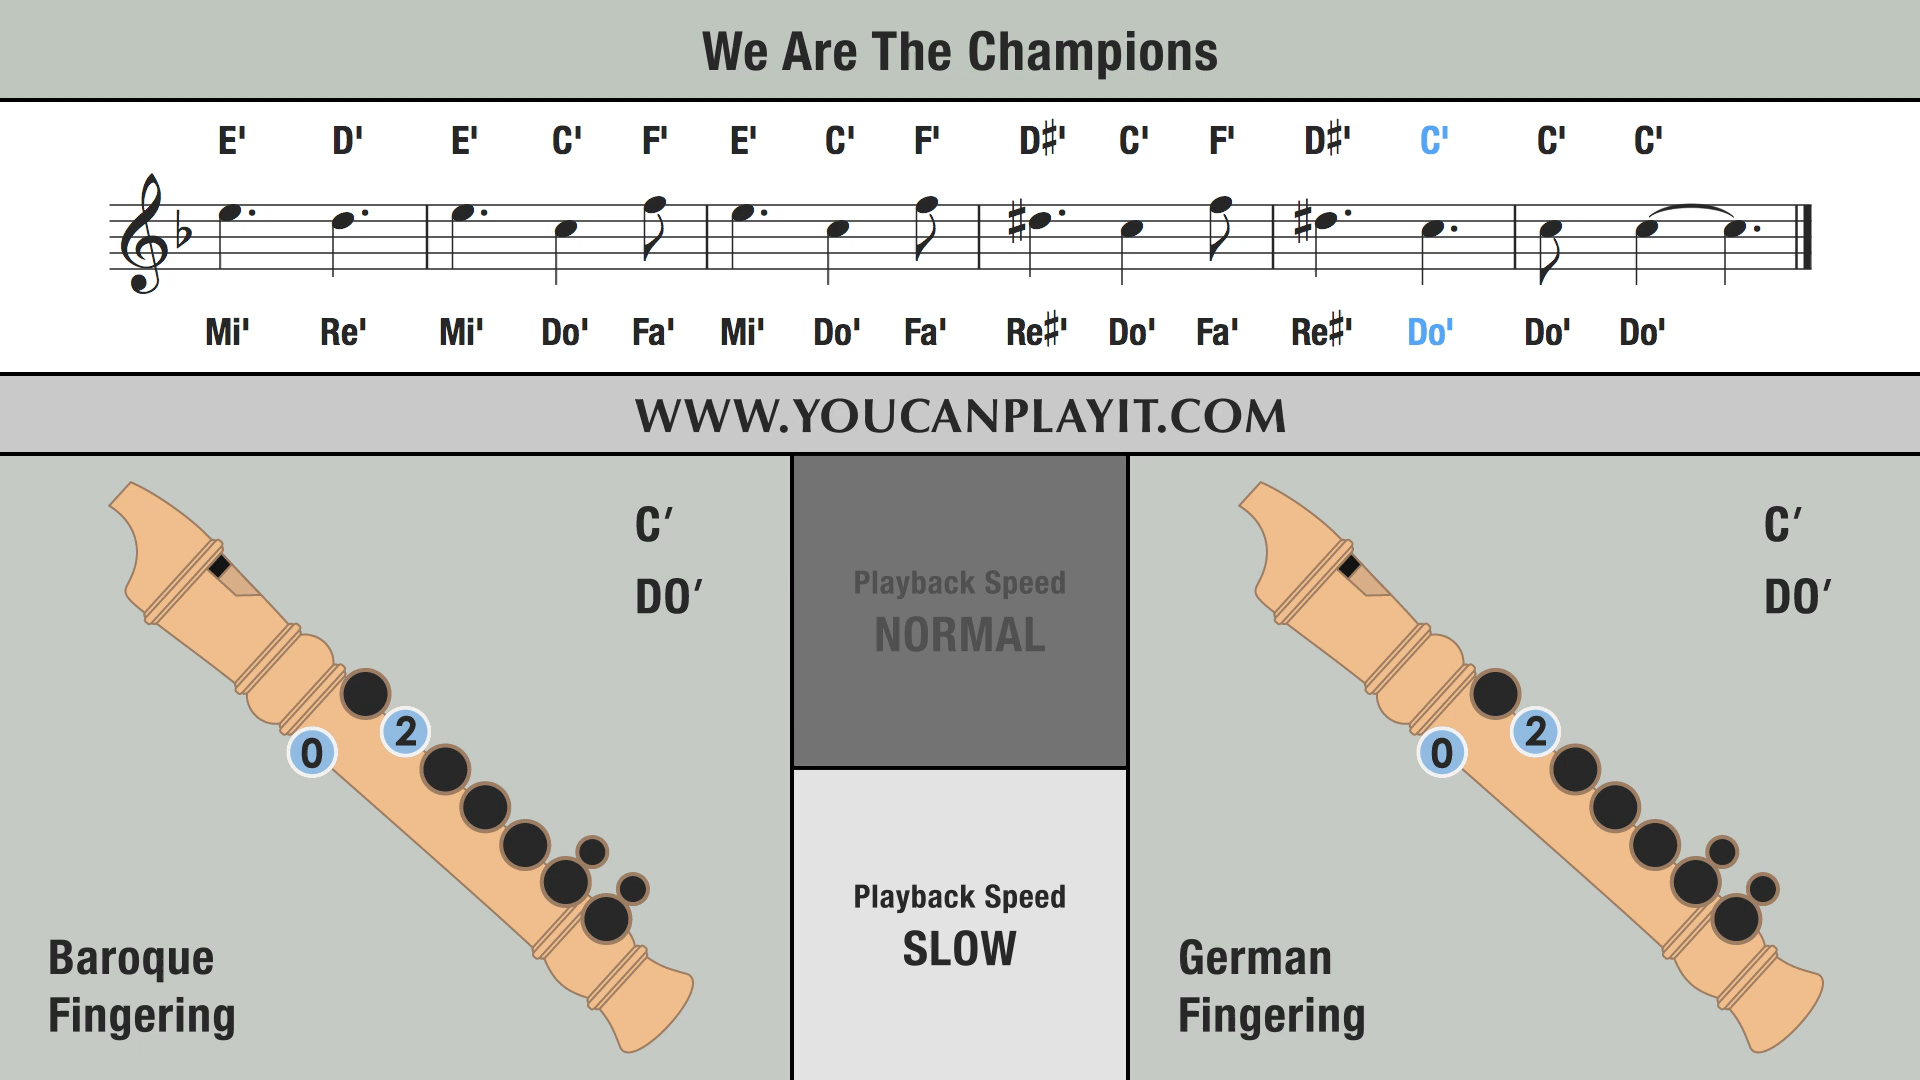 We Are The Champions
E' D' E' C' F' E' C' F' D♯' C' F' D♯' C' C' C'
Mi' Re' Mi' Do' Fa' Mi' Do' Fa' Re♯' Do' Fa' Re♯' Do' Do' Do'
WWW.YOUCANPLAYIT.COM
C′
DO′
0 2
Baroque
Fingering
Playback Speed
NORMAL
Playback Speed
SLOW
C′
DO′
0 2
German
Fingering